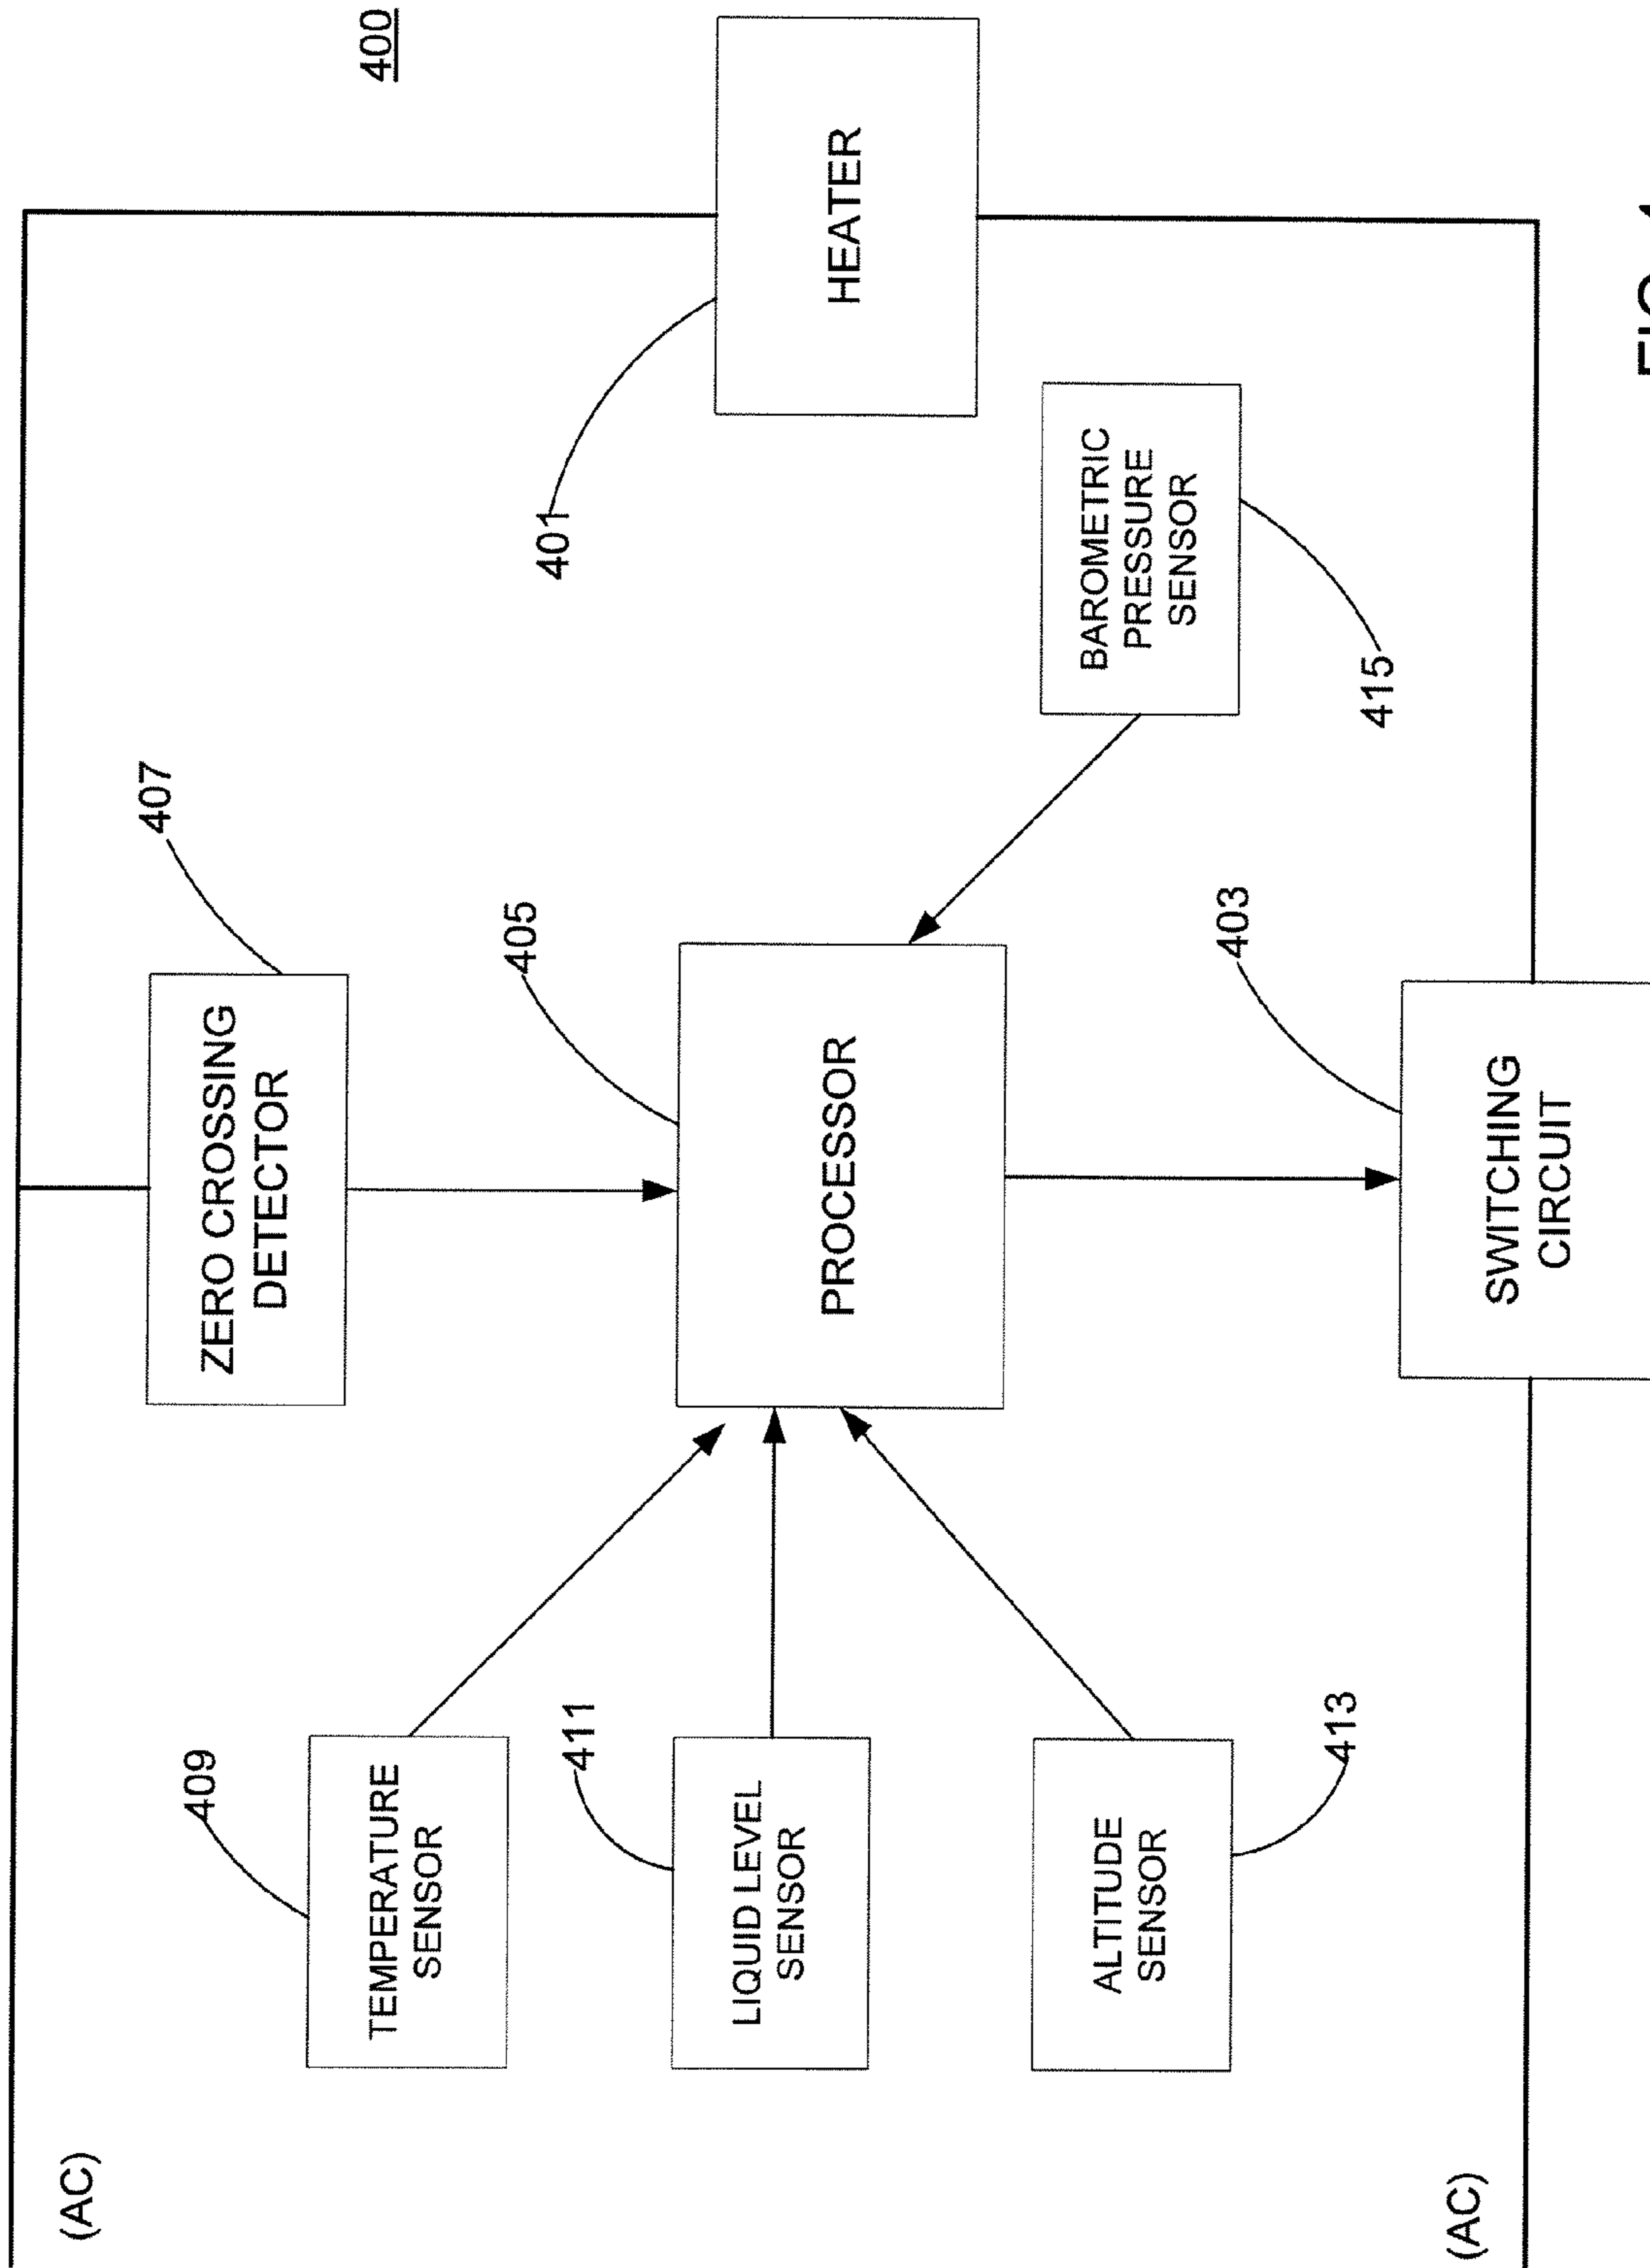 (AC)
407
ZERO CROSSING
DETECTOR
409
TEMPERATURE
SENSOR
400
405
401
411
LIQUID LEVEL
SENSOR
PROCESSOR
HEATER
ALTITUDE
SENSOR
413
BAROMETRIC
PRESSURE
SENSOR
415
403
(AC)
SWITCHING
CIRCUIT